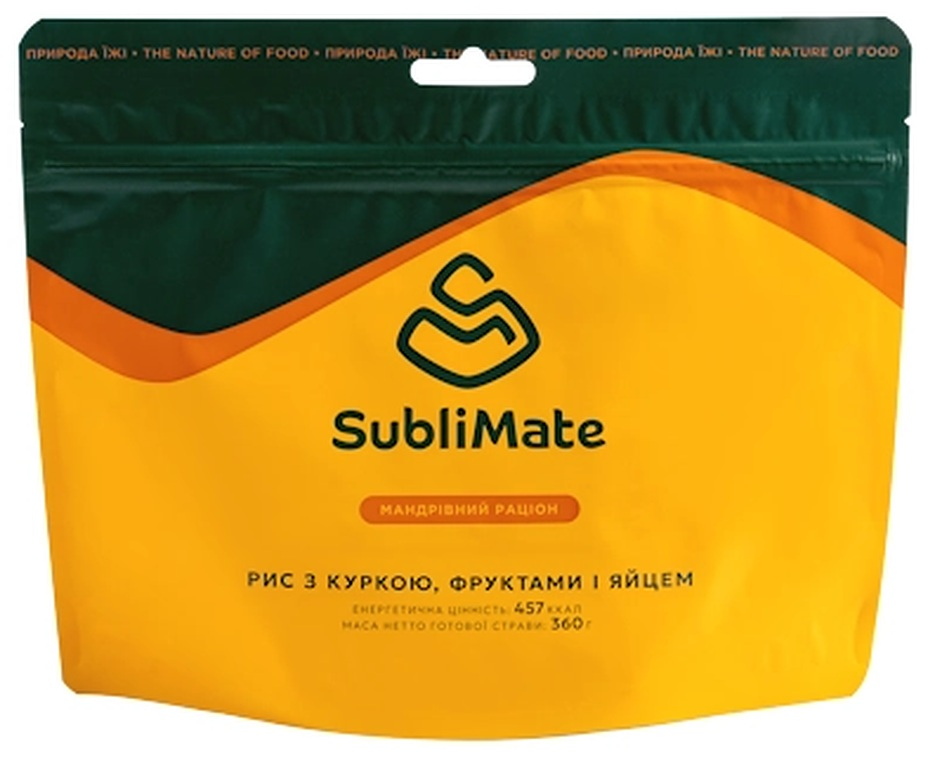 ПРИРОДА ЇЖІ • THE NATURE OF FOOD • ПРИРОДА ЇЖІ • THE NATURE OF FOOD • ПРИРОДА ЇЖІ • THE NATURE OF FOOD
SubliMate
МАНДРІВНИЙ РАЦІОН
РИС З КУРКОЮ, ФРУКТАМИ І ЯЙЦЕМ
ЕНЕРГЕТИЧНА ЦІННІСТЬ: 457 ККАЛ
МАСА НЕТТО ГОТОВОЇ СТРАВИ: 360 Г